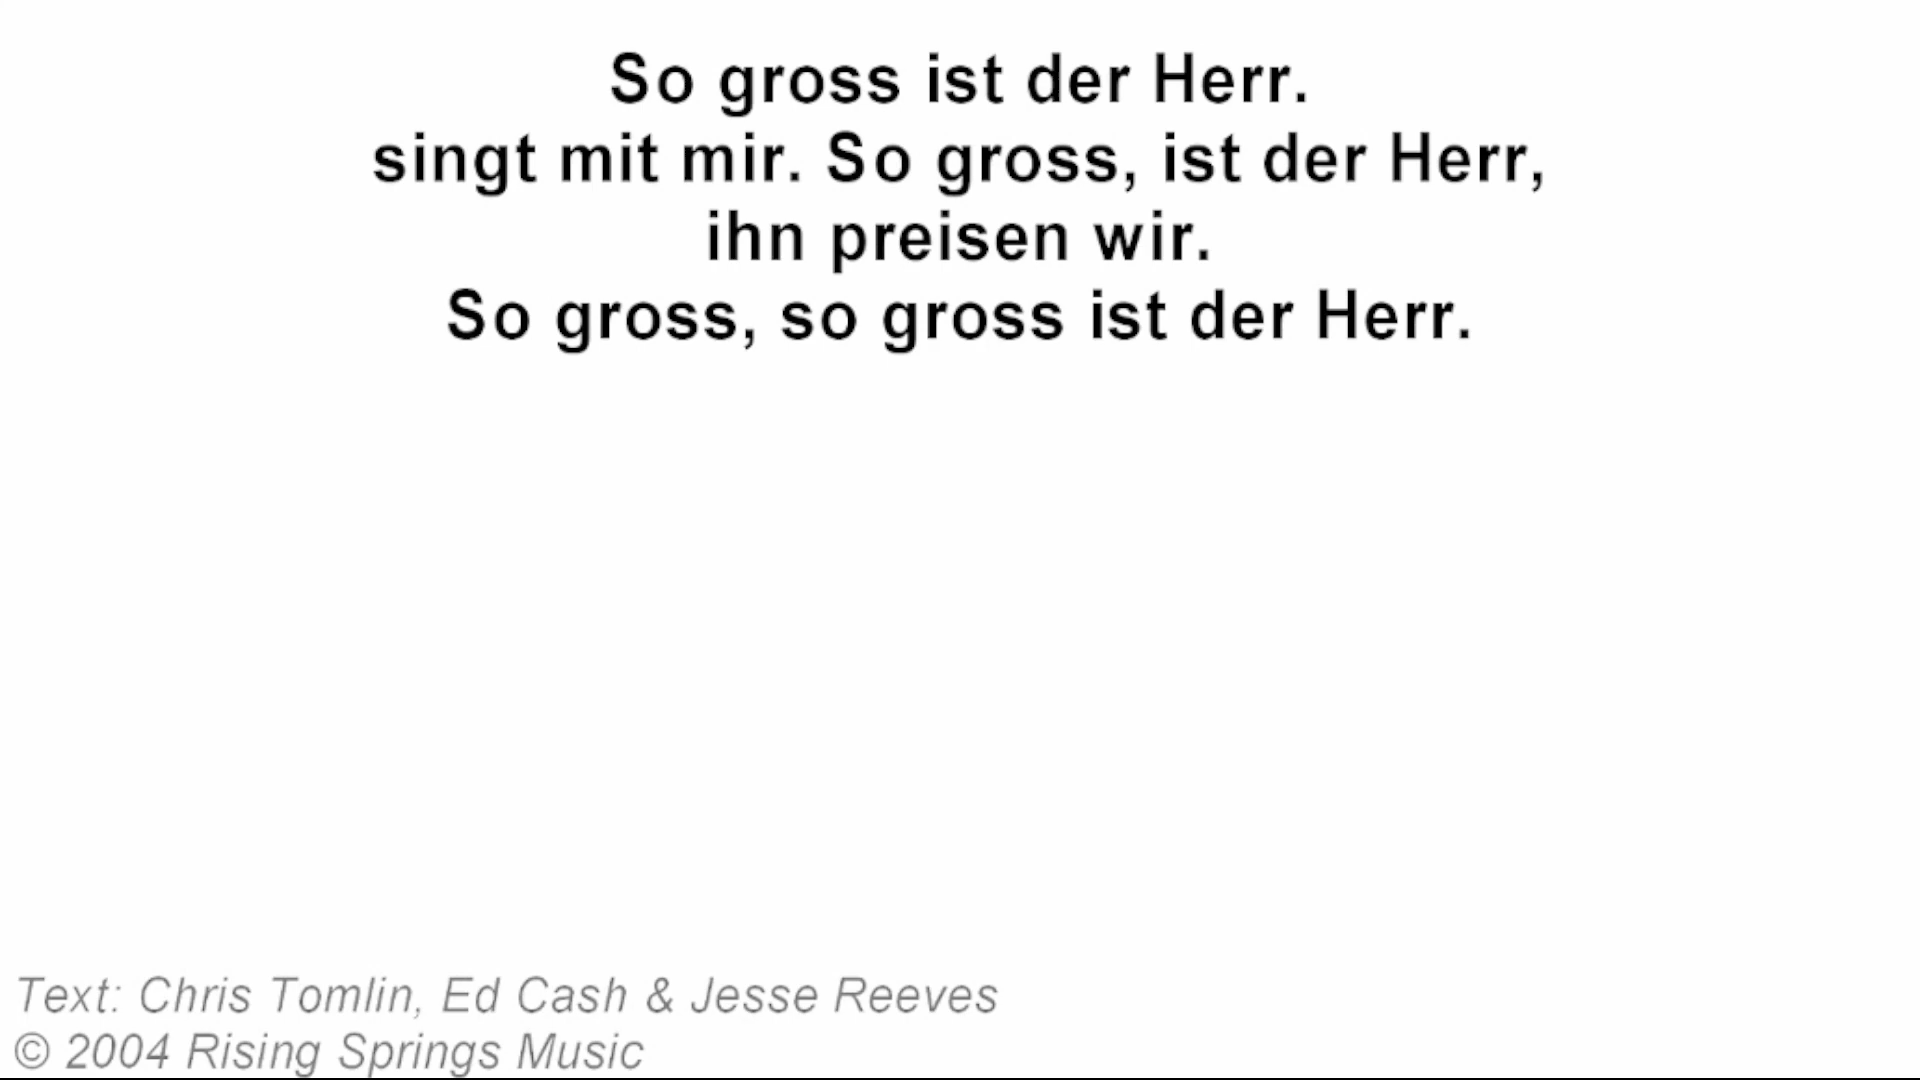 So gross ist der Herr.
singt mit mir. So gross, ist der Herr,
ihn preisen wir.
So gross, so gross ist der Herr.
Text: Chris Tomlin, Ed Cash & Jesse Reeves
© 2004 Rising Springs Music